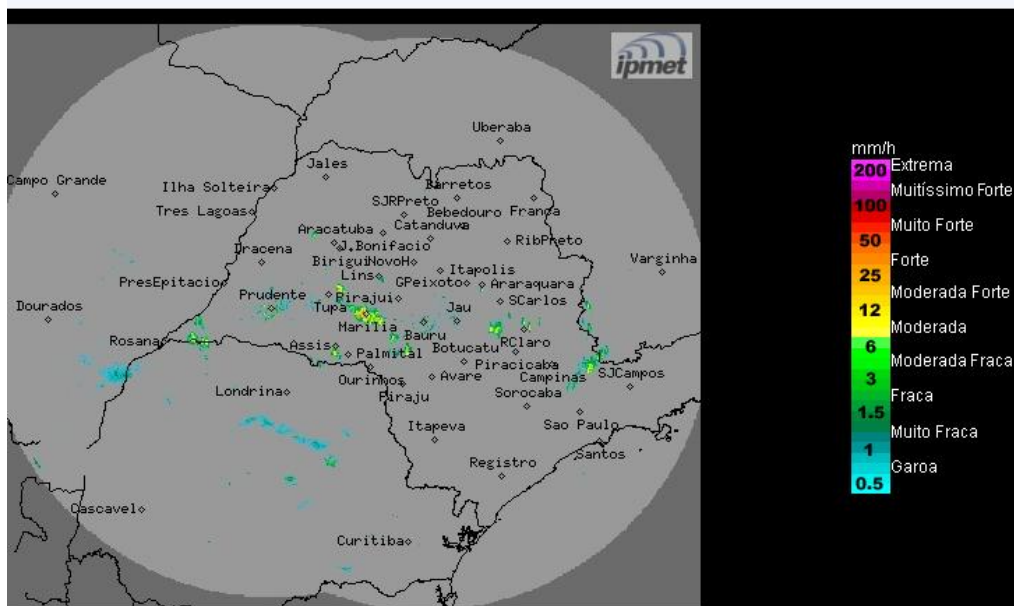 ipmet
Uberaba
Jales
Campo Grande
Ilha Solteira
Barretos
SJRPreto
Tres Lagoas
Bebedouro
Franca
Catanduva
Aracatuba
RibPreto
J.Bonifacio
Dracena
Birigui
NovoH
Itapolis
Varginha
Lins
PresEpitacio
GPeixoto
Araraquara
Prudente
Pirajui
SCarlos
Dourados
Tupa
Jau
Marilia
Bauru
Rosana
Assis
RClaro
Palmital
Botucatu
Piracicaba
Ourinhos
Avare
Campinas
SJCampos
Londrina
Piraju
Sorocaba
Sao Paulo
Itapeva
Santos
Registro
Cascavel
Curitiba
mm/h
200 Extrema
Muitíssimo Forte
100
Muito Forte
50
Forte
25
Moderada Forte
12
Moderada
6
Moderada Fraca
3
Fraca
1.5
Muito Fraca
1
Garoa
0.5